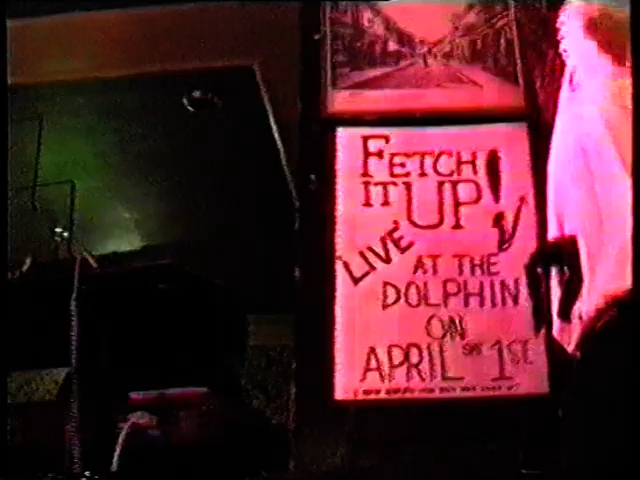 FETCH
IT UP!
LIVE
AT THE
DOLPHIN
ON
APRIL 1ST